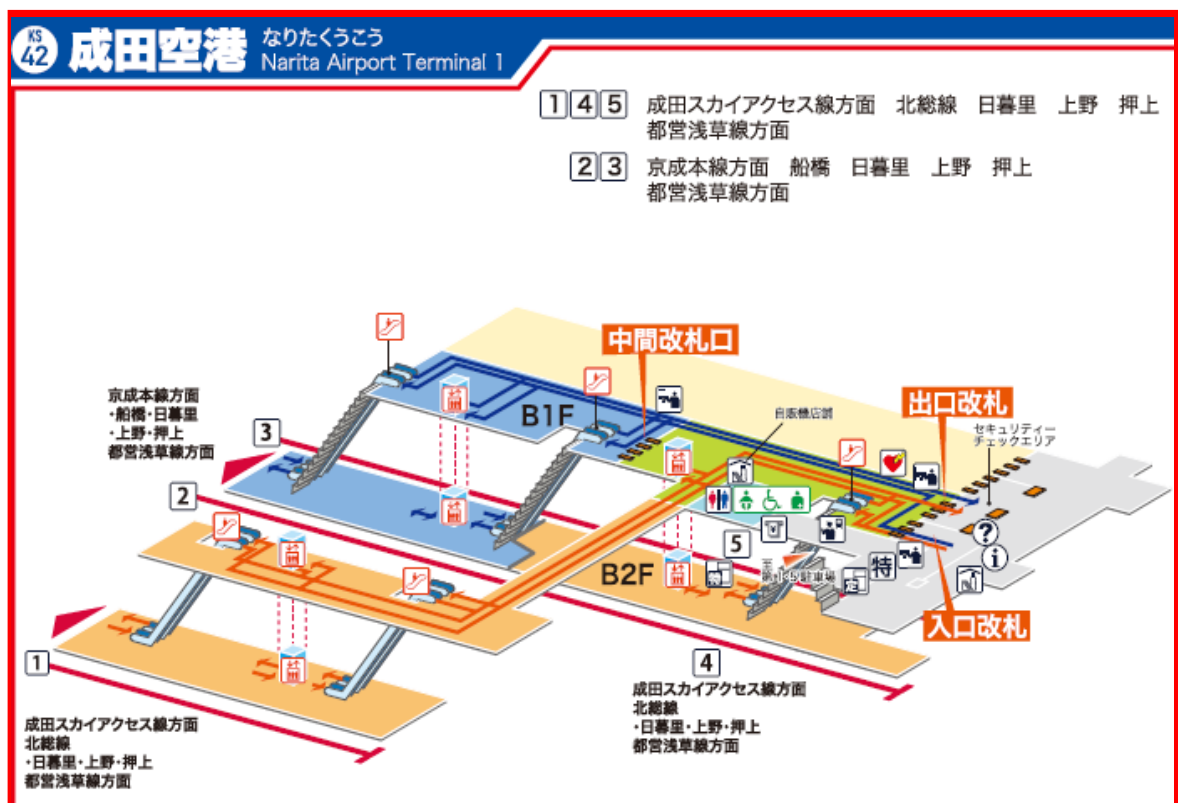 KS
42
成田空港
なりたくうこう
Narita Airport Terminal 1
1 4 5 成田スカイアクセス線方面 北総線 日暮里 上野 押上
都営浅草線方面
2 3 京成本線方面 船橋 日暮里 上野 押上
都営浅草線方面
中間改札口
京成本線方面
・船橋・日暮里
・上野・押上
都営浅草線方面
B1F
自販機店舗
出口改札
セキュリティー
チェックエリア
3
2
5
B2F
至
第1・5駐車場
特
?
i
入口改札
1
4
成田スカイアクセス線方面
北総線
・日暮里・上野・押上
都営浅草線方面
成田スカイアクセス線方面
北総線
・日暮里・上野・押上
都営浅草線方面